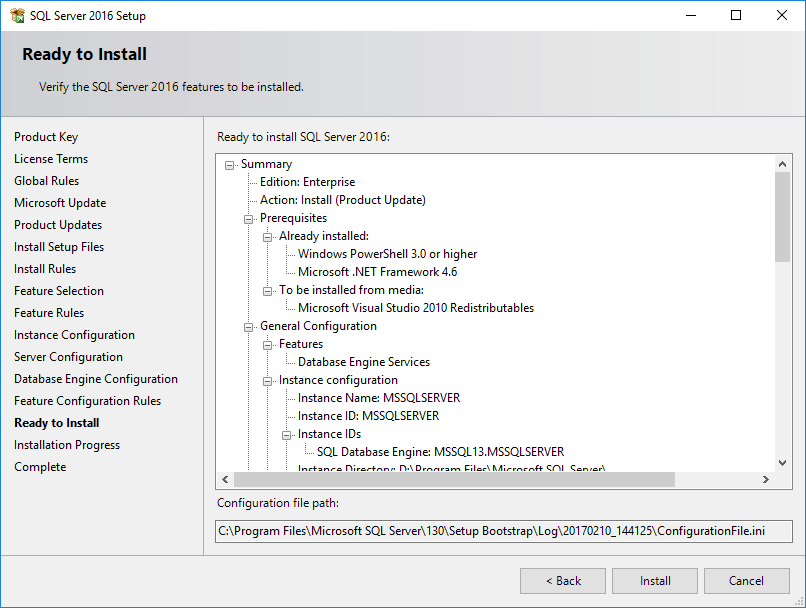 SQL Server 2016 Setup
Ready to Install
Verify the SQL Server 2016 features to be installed.
Product Key
License Terms
Global Rules
Microsoft Update
Product Updates
Install Setup Files
Install Rules
Feature Selection
Feature Rules
Instance Configuration
Server Configuration
Database Engine Configuration
Feature Configuration Rules
Ready to Install
Installation Progress
Complete
Ready to install SQL Server 2016:
Summary
Edition: Enterprise
Action: Install (Product Update)
Prerequisites
Already installed:
Windows PowerShell 3.0 or higher
Microsoft .NET Framework 4.6
To be installed from media:
Microsoft Visual Studio 2010 Redistributables
General Configuration
Features
Database Engine Services
Instance configuration
Instance Name: MSSQLSERVER
Instance ID: MSSQLSERVER
Instance IDs
SQL Database Engine: MSSQL13.MSSQLSERVER
Instance Directory: D:\Program Files\Microsoft SQL Server\
Configuration file path:
C:\Program Files\Microsoft SQL Server\130\Setup Bootstrap\Log\20170210_144125\ConfigurationFile.ini
< Back
Install
Cancel